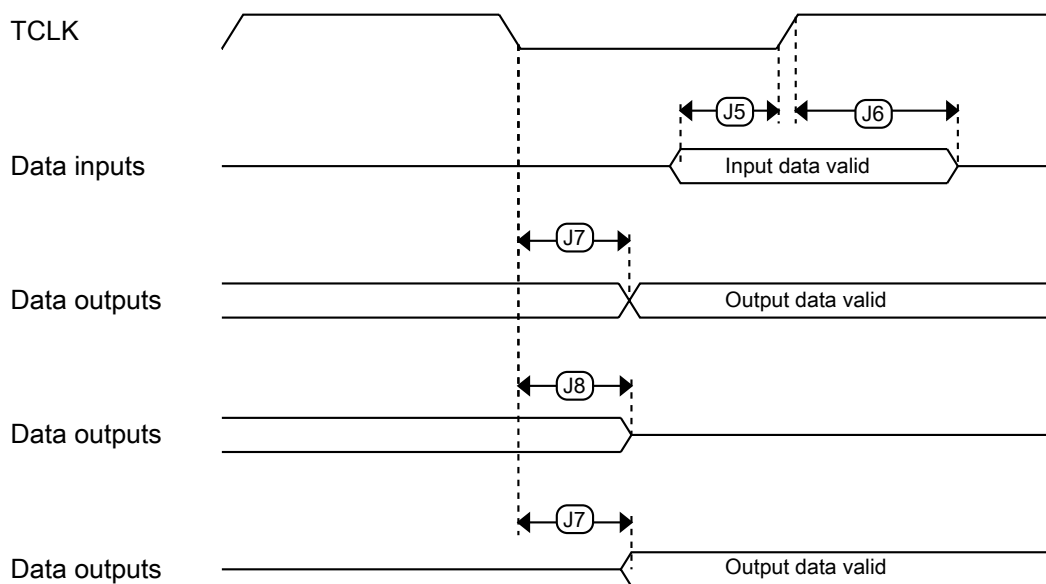 TCLK
J5
J6
Data inputs
Input data valid
J7
Data outputs
Output data valid
J8
Data outputs
J7
Data outputs
Output data valid